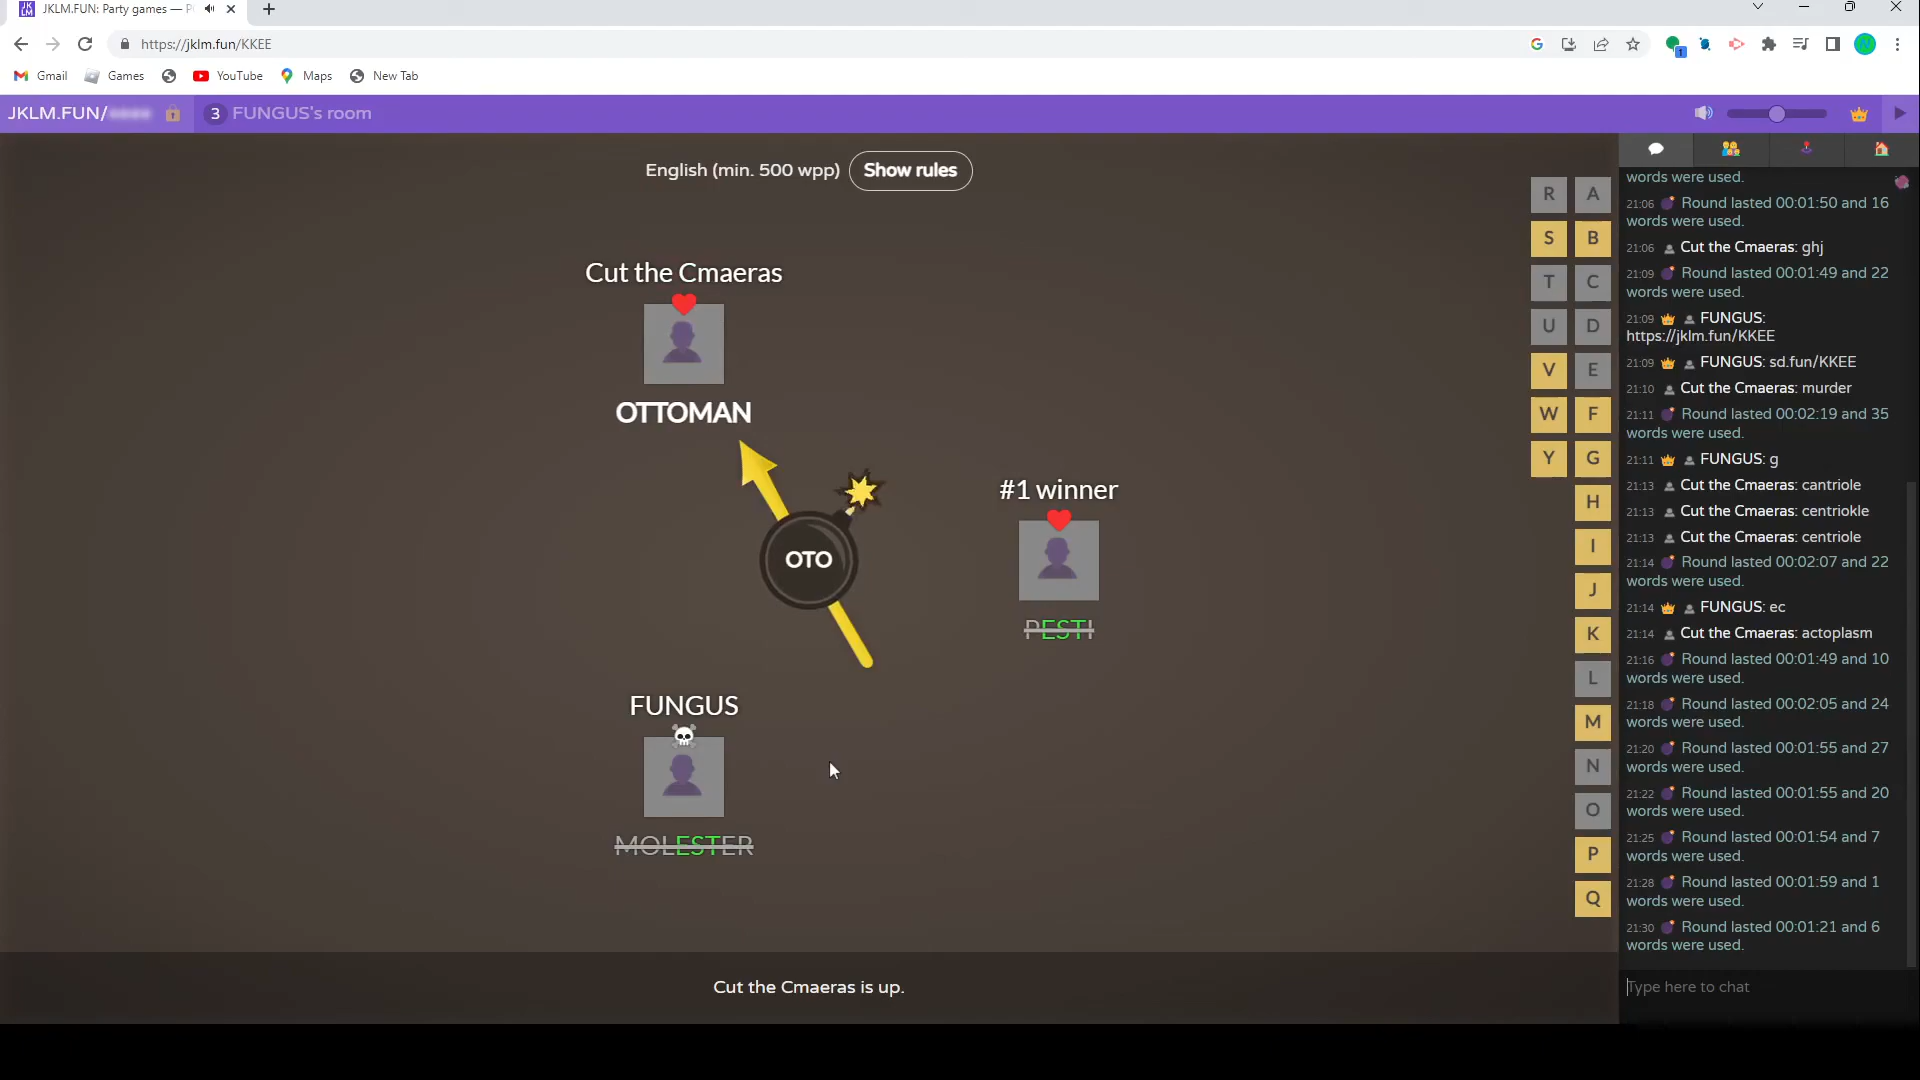 JKLM.FUN: Party games — P
https://jklm.fun/KKEE
1
Gmail
Games
YouTube
Maps
New Tab
JKLM.FUN/
3 FUNGUS's room
English (min. 500 wpp) Show rules
Cut the Cmaeras
OTTOMAN
OTO
#1 winner
PESTI
FUNGUS
MOLESTER
Cut the Cmaeras is up.
R A
S B
T C
U D
V E
W F
Y G
H
I
J
K
L
M
N
O
P
Q
words were used.
21:06 Round lasted 00:01:50 and 16
words were used.
21:06 Cut the Cmaeras: ghj
21:09 Round lasted 00:01:49 and 22
words were used.
21:09 FUNGUS:
https://jklm.fun/KKEE
21:09 FUNGUS: sd.fun/KKEE
21:10 Cut the Cmaeras: murder
21:11 Round lasted 00:02:19 and 35
words were used.
21:11 FUNGUS: g
21:13 Cut the Cmaeras: cantriole
21:13 Cut the Cmaeras: centriokle
21:13 Cut the Cmaeras: centriole
21:14 Round lasted 00:02:07 and 22
words were used.
21:14 FUNGUS: ec
21:14 Cut the Cmaeras: actoplasm
21:16 Round lasted 00:01:49 and 10
words were used.
21:18 Round lasted 00:02:05 and 24
words were used.
21:20 Round lasted 00:01:55 and 27
words were used.
21:22 Round lasted 00:01:55 and 20
words were used.
21:25 Round lasted 00:01:54 and 7
words were used.
21:28 Round lasted 00:01:59 and 1
words were used.
21:30 Round lasted 00:01:21 and 6
words were used.
Type here to chat